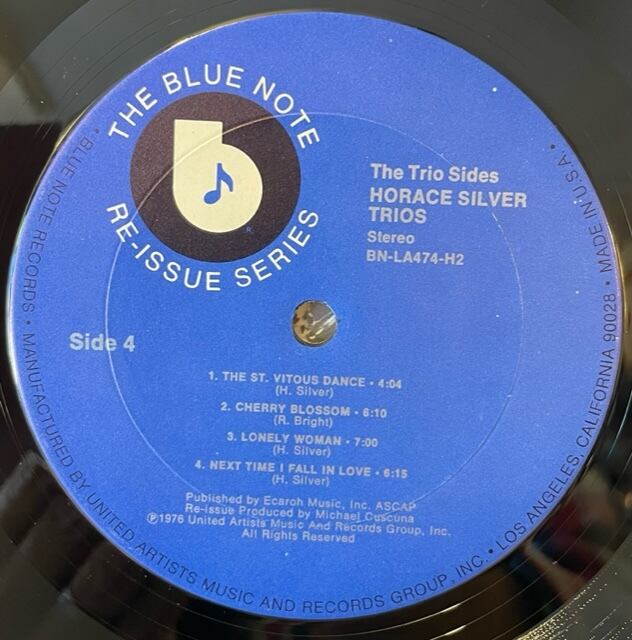 THE BLUE NOTE
b
®
RE-ISSUE SERIES
The Trio Sides
HORACE SILVER
TRIOS
Stereo
BN-LA474-H2
Side 4
1. THE ST. VITOUS DANCE • 4:04
(H. Silver)
2. CHERRY BLOSSOM • 6:10
(R. Bright)
3. LONELY WOMAN • 7:00
(H. Silver)
4. NEXT TIME I FALL IN LOVE • 6:15
(H. Silver)
Published by Ecaroh Music, Inc. ASCAP
Re-issue Produced by Michael Cuscuna
℗1976 United Artists Music And Records Group, Inc.
All Rights Reserved
• BLUE NOTE RECORDS • MANUFACTURED BY UNITED ARTISTS MUSIC AND RECORDS GROUP, INC. • LOS ANGELES, CALIFORNIA 90028 • MADE IN U.S.A. •